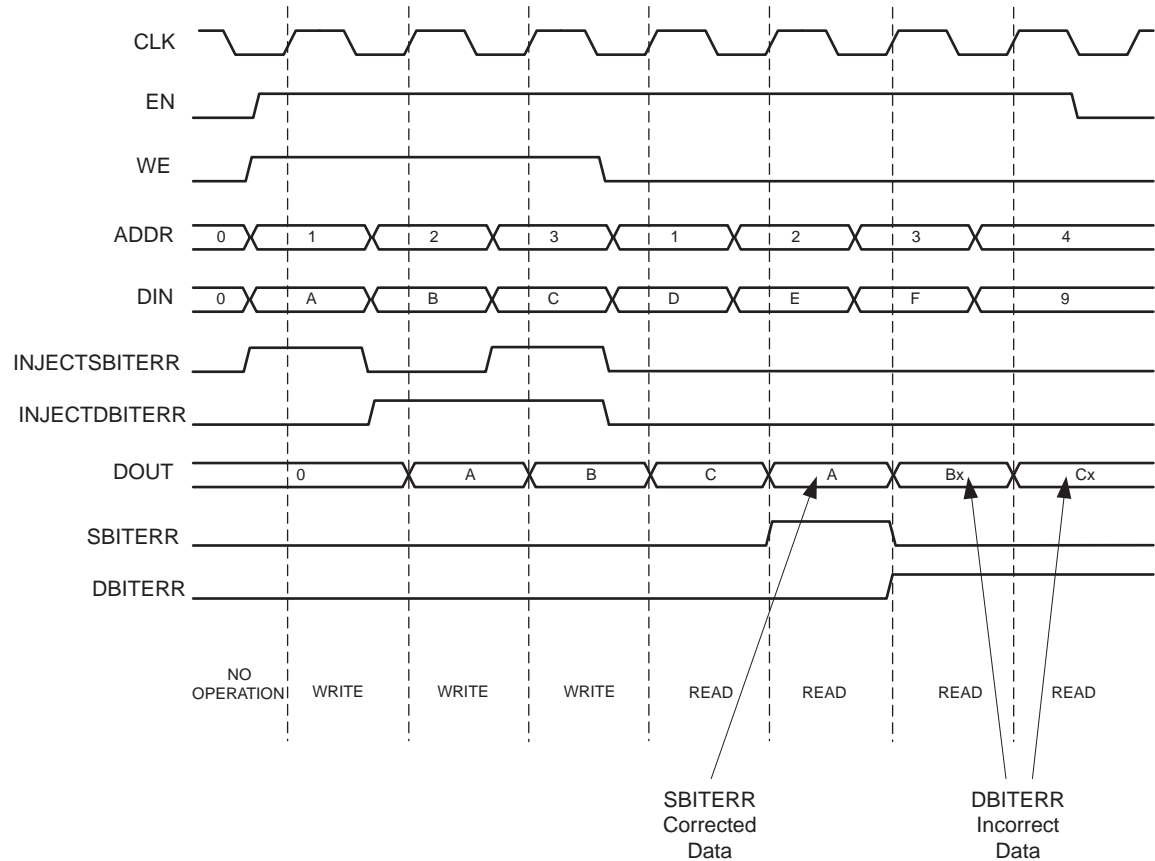 CLK
EN
WE
ADDR 0 1 2 3 1 2 3 4
DIN 0 A B C D E F 9
INJECTSBITERR
INJECTDBITERR
DOUT 0 A B C A Bx Cx
SBITERR
DBITERR
NO
OPERATION WRITE WRITE WRITE READ READ READ READ
SBITERR
Corrected
Data
DBITERR
Incorrect
Data